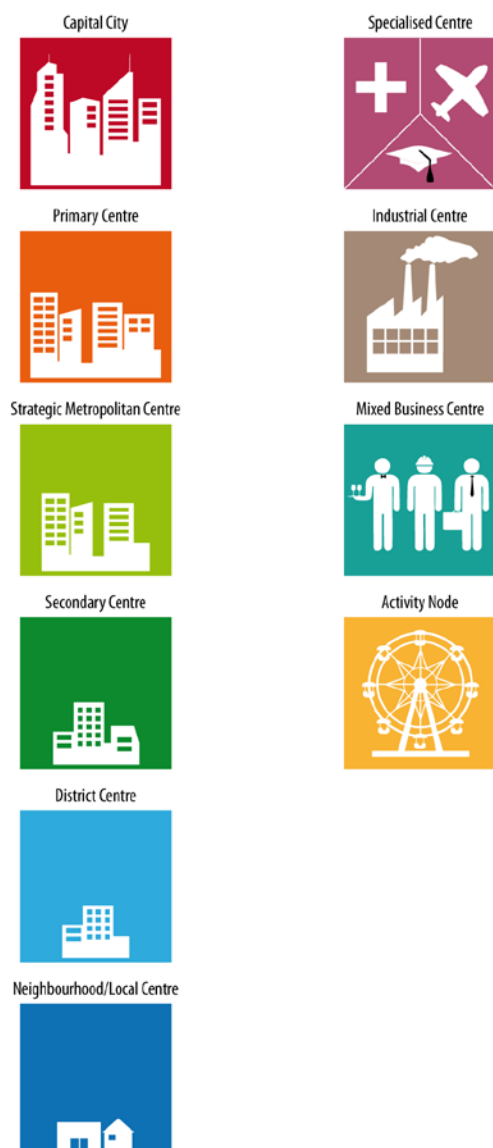 Capital City
Specialised Centre
Primary Centre
Industrial Centre
Strategic Metropolitan Centre
Mixed Business Centre
Secondary Centre
Activity Node
District Centre
Neighbourhood/Local Centre